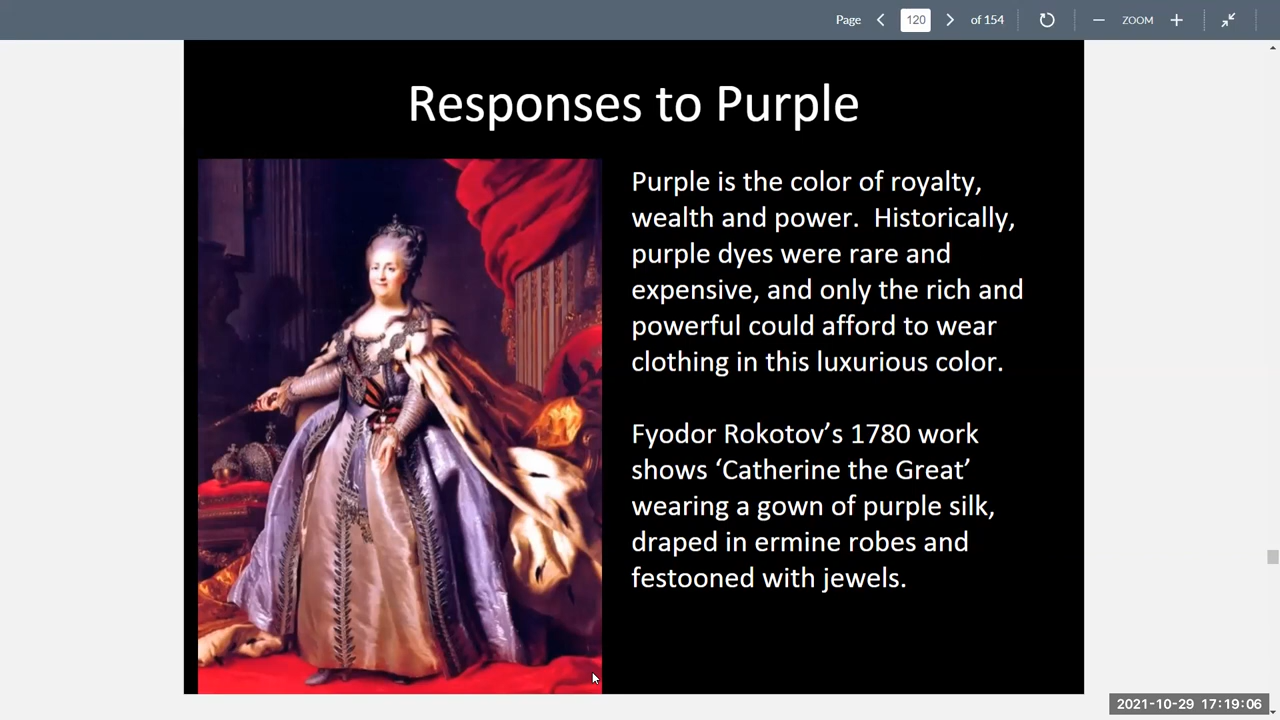 Page 120 of 154 ZOOM
Responses to Purple
Purple is the color of royalty,
wealth and power.  Historically,
purple dyes were rare and
expensive, and only the rich and
powerful could afford to wear
clothing in this luxurious color.
Fyodor Rokotov’s 1780 work
shows ‘Catherine the Great’
wearing a gown of purple silk,
draped in ermine robes and
festooned with jewels.
2021-10-29 17:19:06